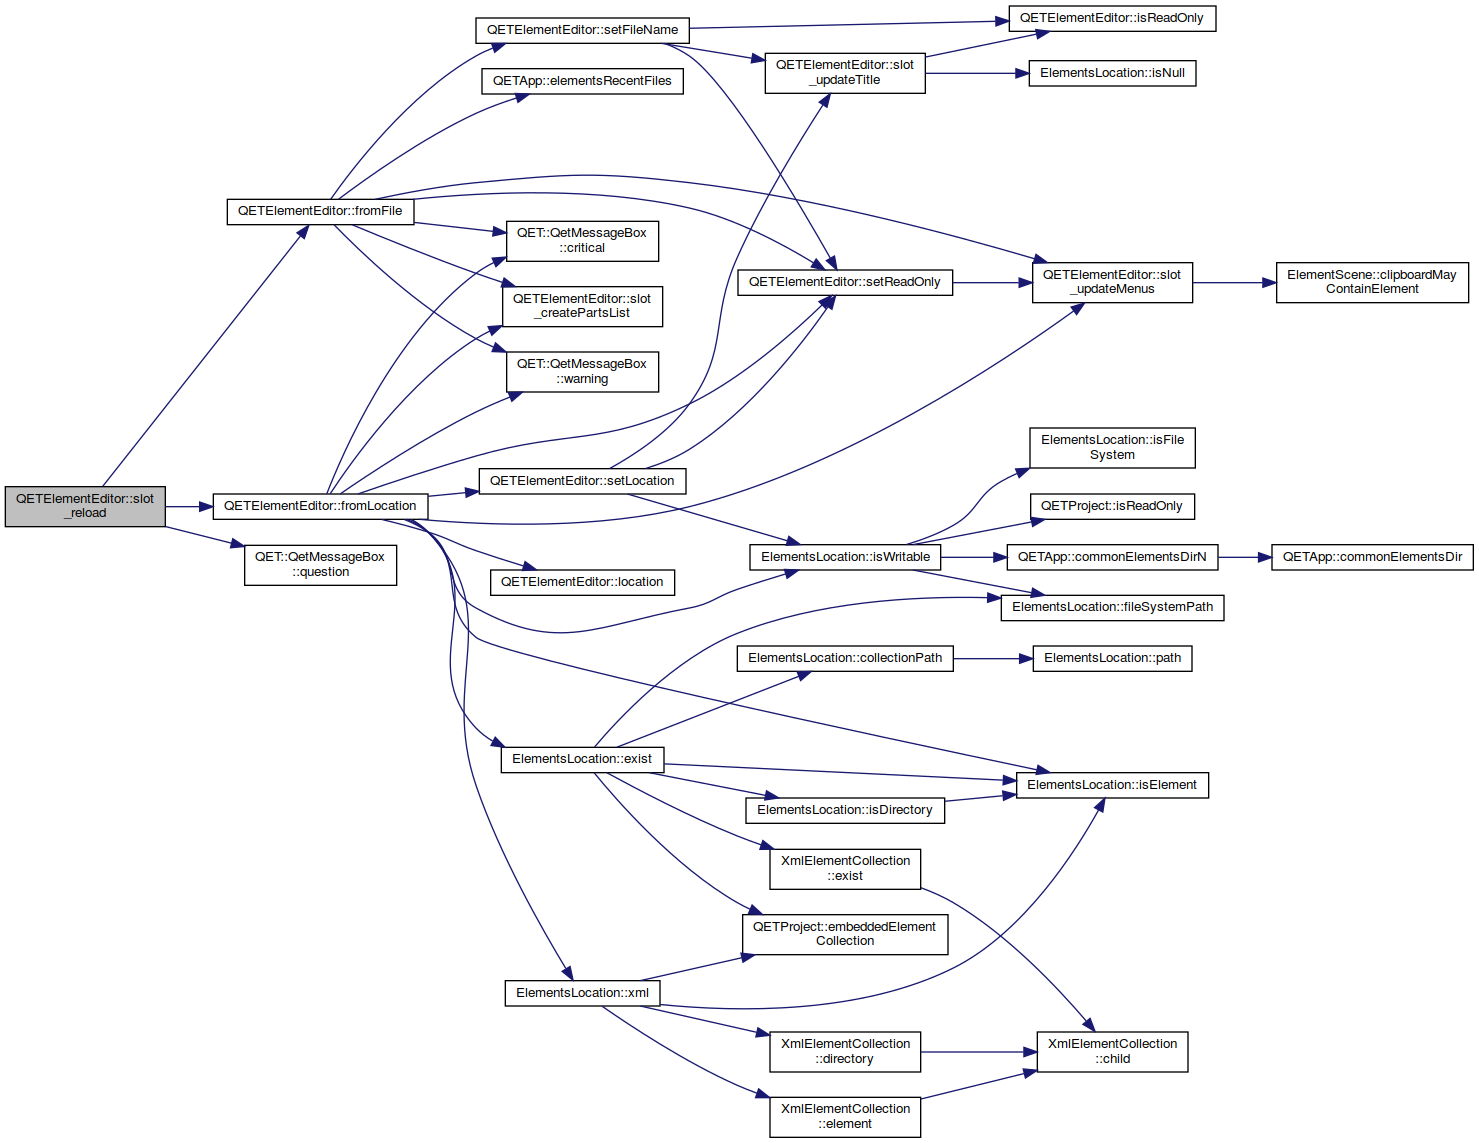 QETElementEditor::setFileName
QETElementEditor::isReadOnly
QETElementEditor::slot
_updateTitle
ElementsLocation::isNull
QETApp::elementsRecentFiles
QETElementEditor::fromFile
QET::QetMessageBox
::critical
QETElementEditor::setReadOnly
QETElementEditor::slot
_updateMenus
ElementScene::clipboardMay
ContainElement
QETElementEditor::slot
_createPartsList
QET::QetMessageBox
::warning
ElementsLocation::isFile
System
QETElementEditor::setLocation
QETElementEditor::slot
_reload
QETElementEditor::fromLocation
QETProject::isReadOnly
QET::QetMessageBox
::question
ElementsLocation::isWritable
QETApp::commonElementsDirN
QETApp::commonElementsDir
QETElementEditor::location
ElementsLocation::fileSystemPath
ElementsLocation::collectionPath
ElementsLocation::path
ElementsLocation::exist
ElementsLocation::isElement
ElementsLocation::isDirectory
XmlElementCollection
::exist
QETProject::embeddedElement
Collection
ElementsLocation::xml
XmlElementCollection
::directory
XmlElementCollection
::child
XmlElementCollection
::element